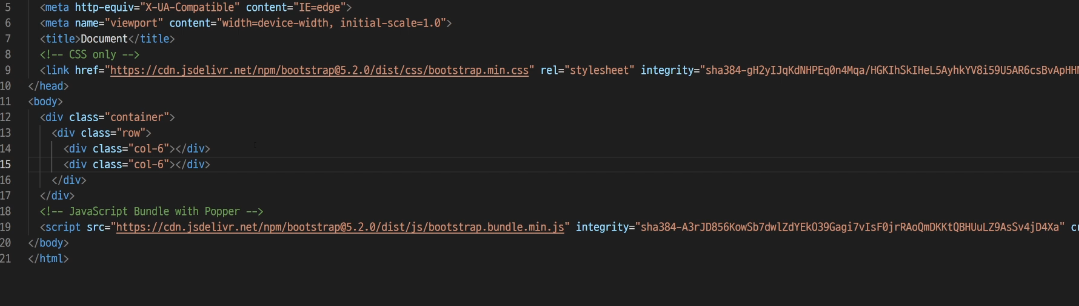 5 <meta http-equiv="X-UA-Compatible" content="IE=edge">
6 <meta name="viewport" content="width=device-width, initial-scale=1.0">
7 <title>Document</title>
8 <!-- CSS only -->
9 <link href="https://cdn.jsdelivr.net/npm/bootstrap@5.2.0/dist/css/bootstrap.min.css" rel="stylesheet" integrity="sha384-gH2yIJqKdNHPEq0n4Mqa/HGKIhSkIHeL5AyhkYV8i59U5AR6csBvApHH
10 </head>
11 <body>
12 <div class="container">
13 <div class="row">
14 <div class="col-6"></div>
15 <div class="col-6"></div>
16 </div>
17 </div>
18 <!-- JavaScript Bundle with Popper -->
19 <script src="https://cdn.jsdelivr.net/npm/bootstrap@5.2.0/dist/js/bootstrap.bundle.min.js" integrity="sha384-A3rJD856KowSb7dwlZdYEkO39Gagi7vIsF0jrRAoQmDKKtQBHUuLZ9AsSv4jD4Xa" cr
20 </body>
21 </html>